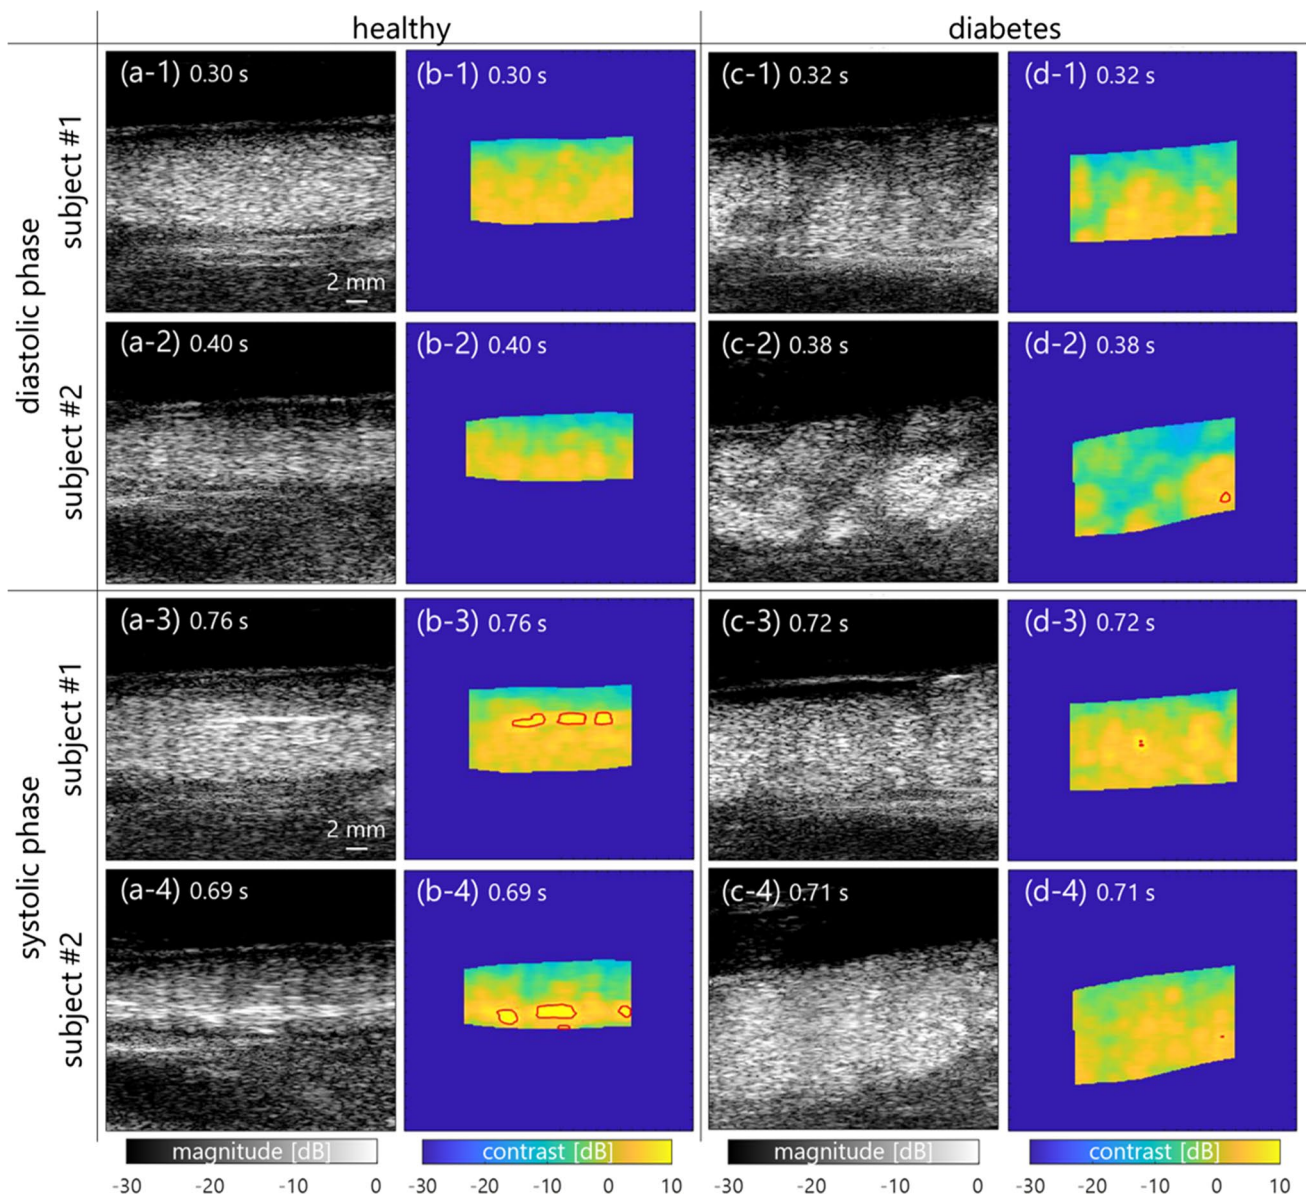 healthy
diabetes
diastolic phase
subject #1
(a-1) 0.30 s
2 mm
(b-1) 0.30 s
(c-1) 0.32 s
(d-1) 0.32 s
subject #2
(a-2) 0.40 s
(b-2) 0.40 s
(c-2) 0.38 s
(d-2) 0.38 s
systolic phase
subject #1
(a-3) 0.76 s
2 mm
(b-3) 0.76 s
(c-3) 0.72 s
(d-3) 0.72 s
subject #2
(a-4) 0.69 s
(b-4) 0.69 s
(c-4) 0.71 s
(d-4) 0.71 s
magnitude [dB]
contrast [dB]
magnitude [dB]
contrast [dB]
-30 -20 -10 0
-30 -20 -10 0 10
-30 -20 -10 0
-30 -20 -10 0 10